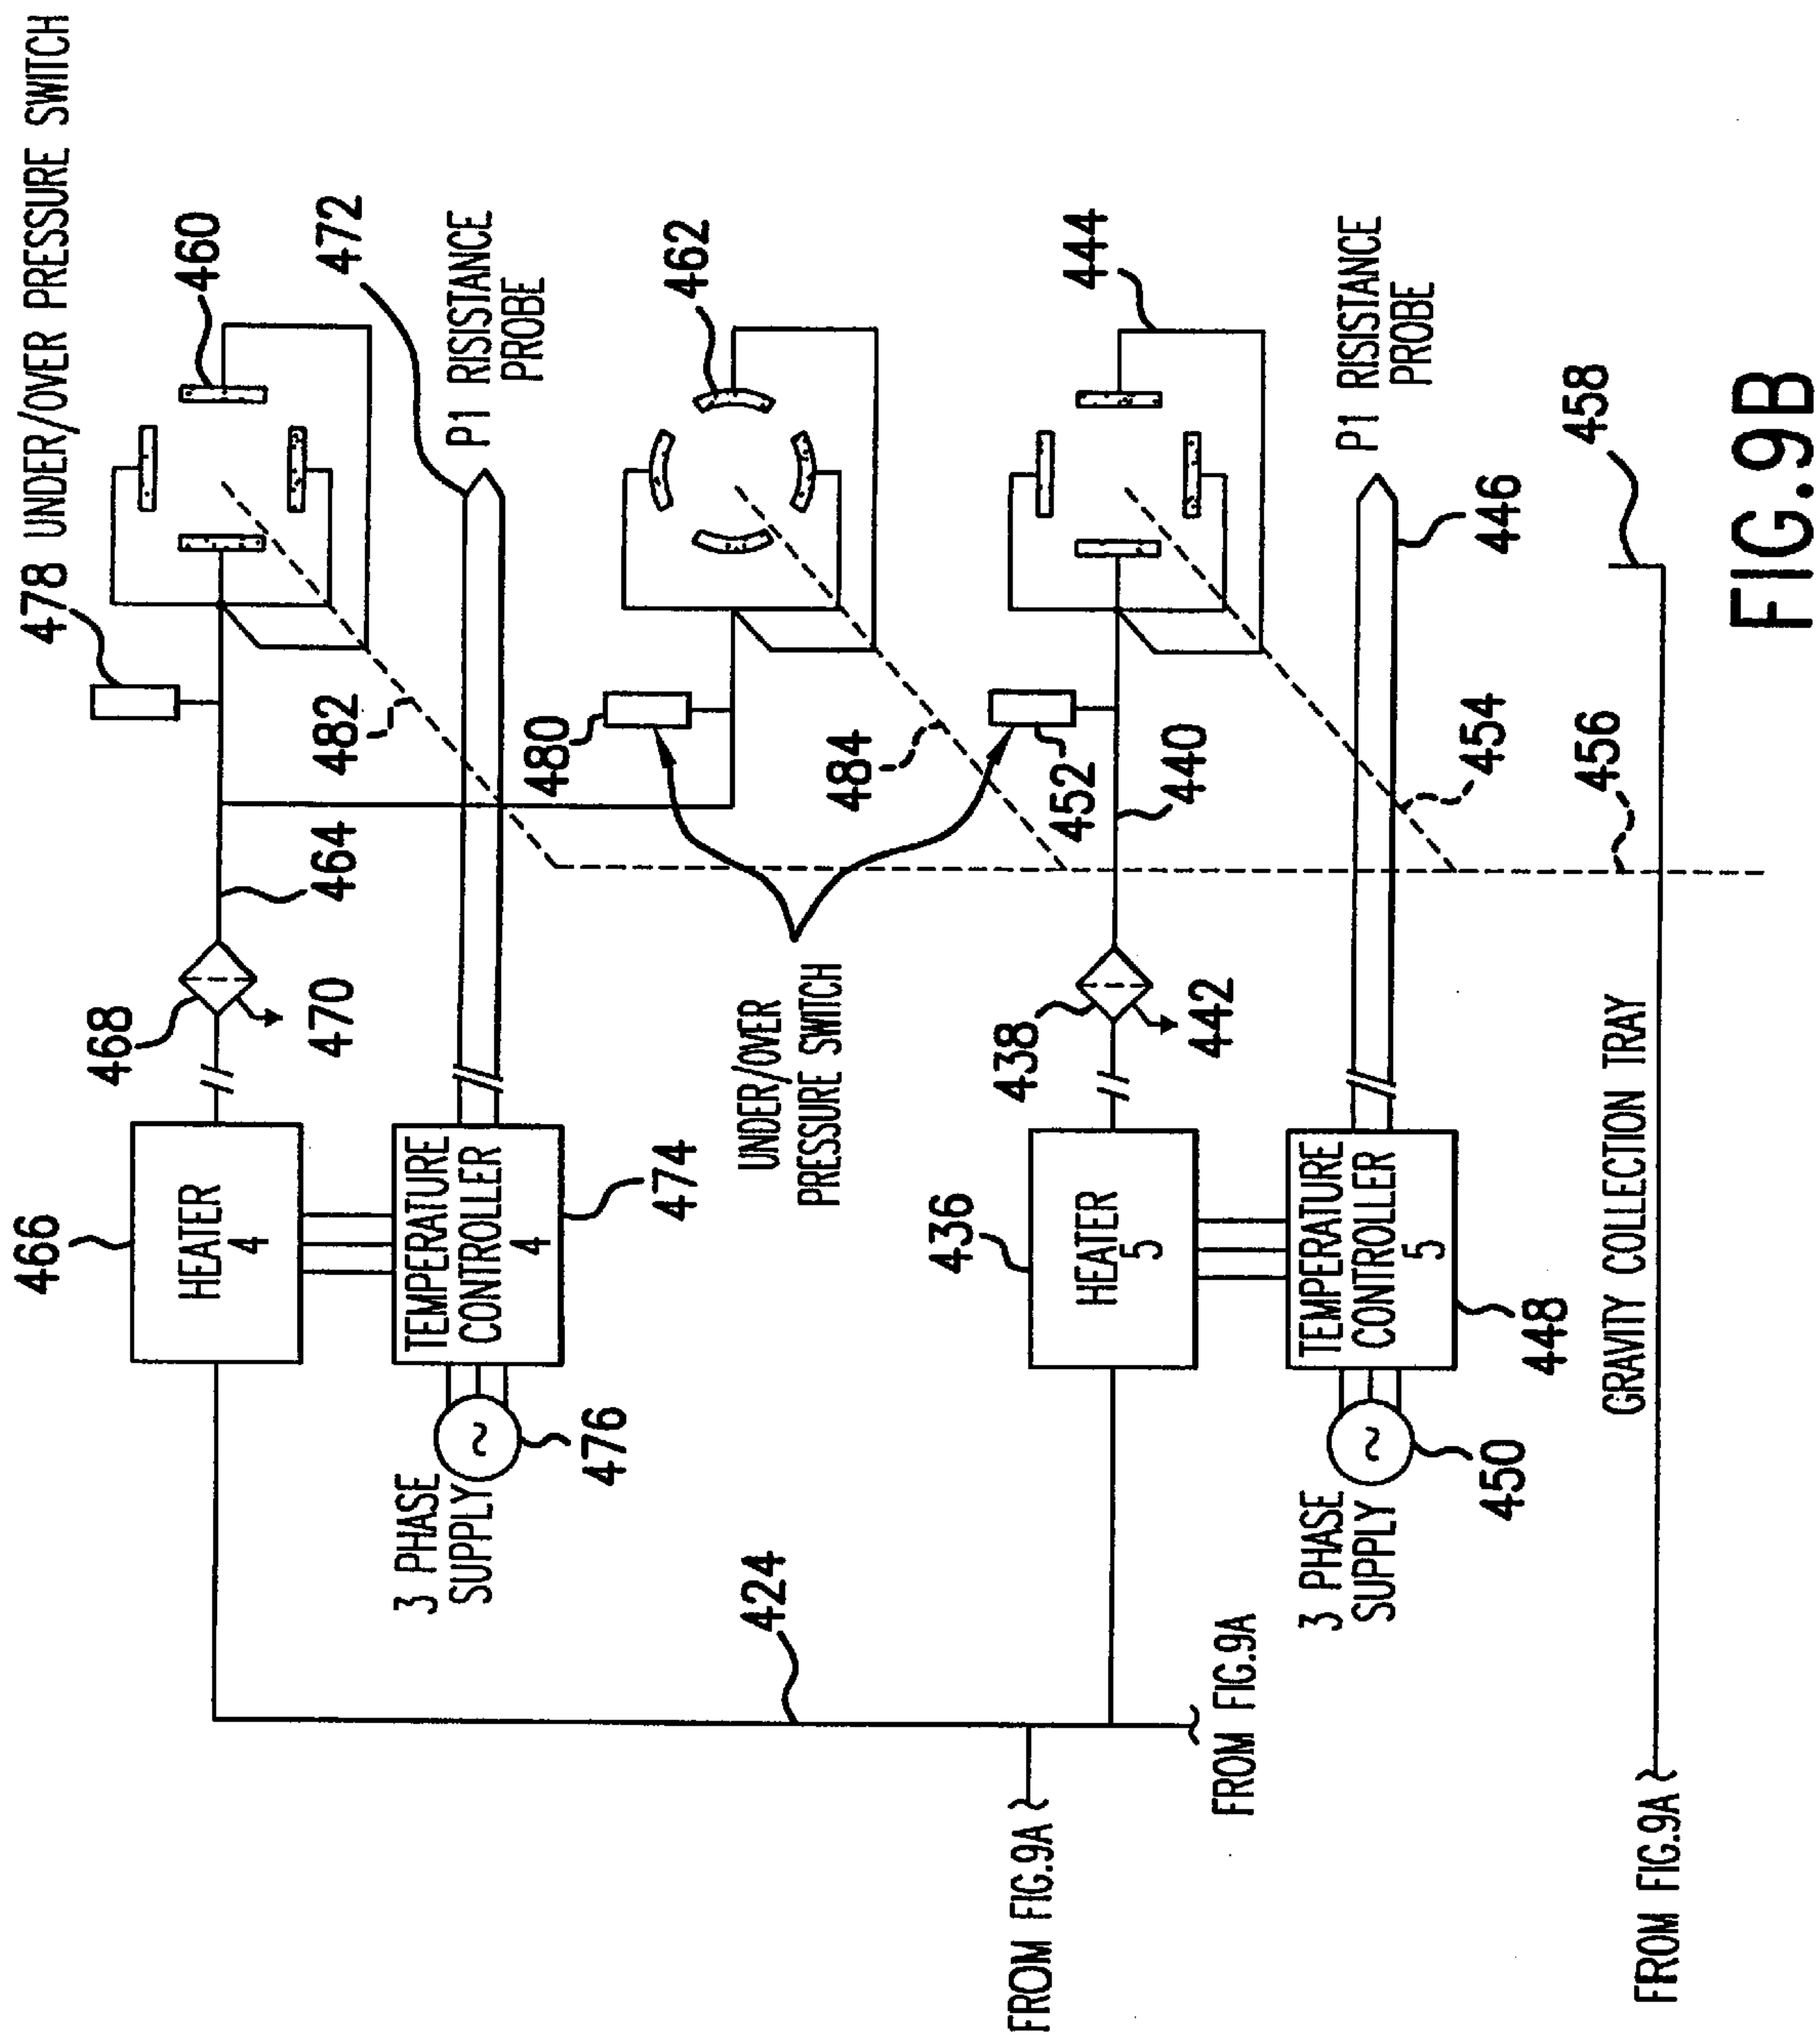 478 UNDER/OVER PRESSURE SWITCH
460
472
P1 RISISTANCE
PROBE
482
464
468
470
466
HEATER
4
TEMPERATURE
CONTROLLER
4
474
3 PHASE
SUPPLY
476
462
480
484
UNDER/OVER
PRESSURE SWITCH
424
444
452
440
438
442
436
HEATER
5
P1 RISISTANCE
PROBE
446
454
TEMPERATURE
CONTROLLER
5
448
3 PHASE
SUPPLY
450
FROM FIG.9A
FROM FIG.9A
458
456
GRAVITY COLLECTION TRAY
FROM FIG.9A
FIG.9B